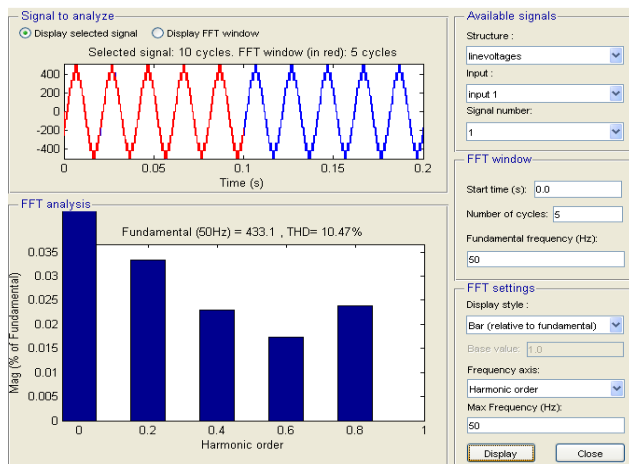 Signal to analyze
Display selected signal
Display FFT window
Selected signal: 10 cycles. FFT window (in red): 5 cycles
400
200
0
-200
-400
0
0.05
0.1
0.15
0.2
Time (s)
FFT analysis
Fundamental (50Hz) = 433.1 , THD= 10.47%
Mag (% of Fundamental)
0.035
0.03
0.025
0.02
0.015
0.01
0.005
0
0
0.2
0.4
0.6
0.8
1
Harmonic order
Available signals
Structure :
linevoltages
Input :
input 1
Signal number:
1
FFT window
Start time (s): 0.0
Number of cycles: 5
Fundamental frequency (Hz):
50
FFT settings
Display style :
Bar (relative to fundamental)
Base value: 1.0
Frequency axis:
Harmonic order
Max Frequency (Hz):
50
Display
Close